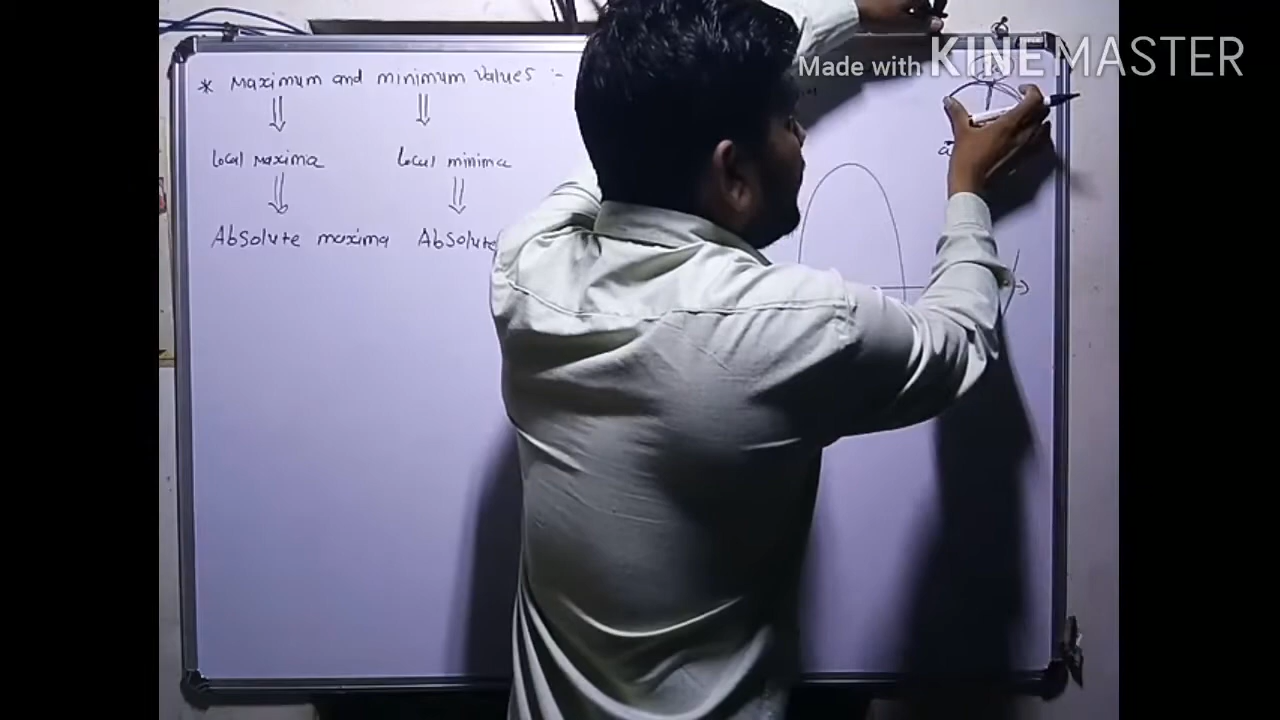 Made with KINEMASTER
* Maximum and minimum values :-
Local Maxima Local minima
Absolute maxima Absolute